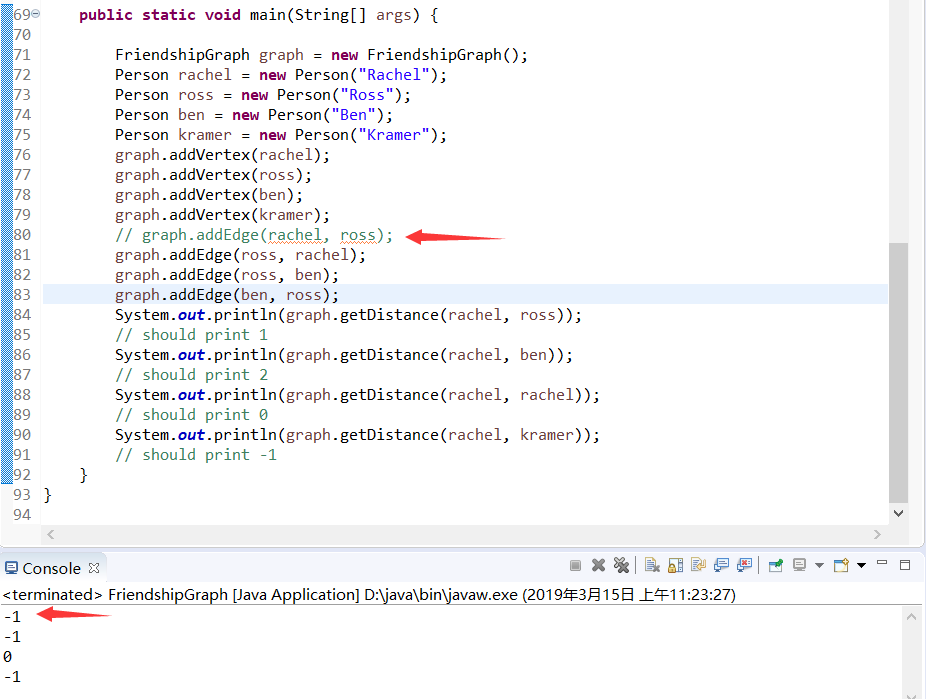 69 public static void main(String[] args) {
70
71 FriendshipGraph graph = new FriendshipGraph();
72 Person rachel = new Person("Rachel");
73 Person ross = new Person("Ross");
74 Person ben = new Person("Ben");
75 Person kramer = new Person("Kramer");
76 graph.addVertex(rachel);
77 graph.addVertex(ross);
78 graph.addVertex(ben);
79 graph.addVertex(kramer);
80 // graph.addEdge(rachel, ross);
81 graph.addEdge(ross, rachel);
82 graph.addEdge(ross, ben);
83 graph.addEdge(ben, ross);
84 System.out.println(graph.getDistance(rachel, ross));
85 // should print 1
86 System.out.println(graph.getDistance(rachel, ben));
87 // should print 2
88 System.out.println(graph.getDistance(rachel, rachel));
89 // should print 0
90 System.out.println(graph.getDistance(rachel, kramer));
91 // should print -1
92 }
93 }
94
Console
<terminated> FriendshipGraph [Java Application] D:\java\bin\javaw.exe (2019年3月15日 上午11:23:27)
-1
-1
0
-1